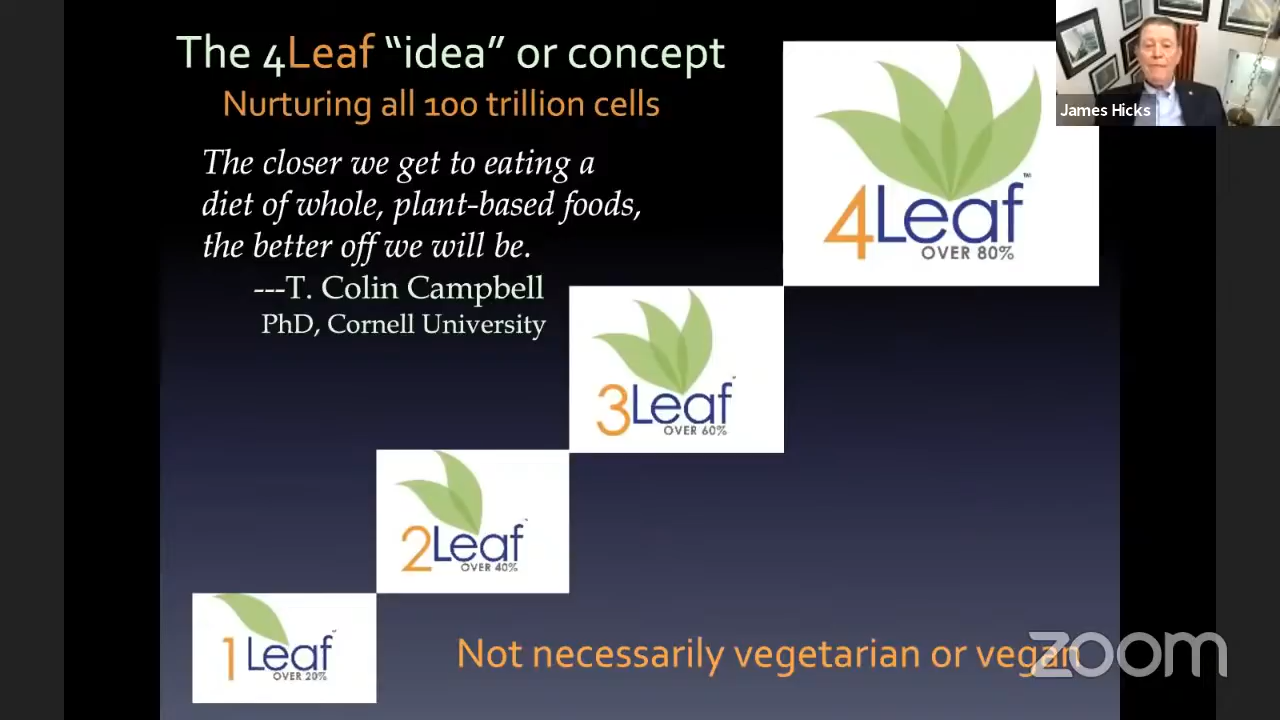 The 4Leaf “idea” or concept
Nurturing all 100 trillion cells
The closer we get to eating a
diet of whole, plant-based foods,
the better off we will be.
---T. Colin Campbell
PhD, Cornell University
James Hicks
4Leaf™
OVER 80%
3Leaf
OVER 60%
2Leaf
OVER 40%
1Leaf
OVER 20%
Not necessarily vegetarian or vegan
zoom